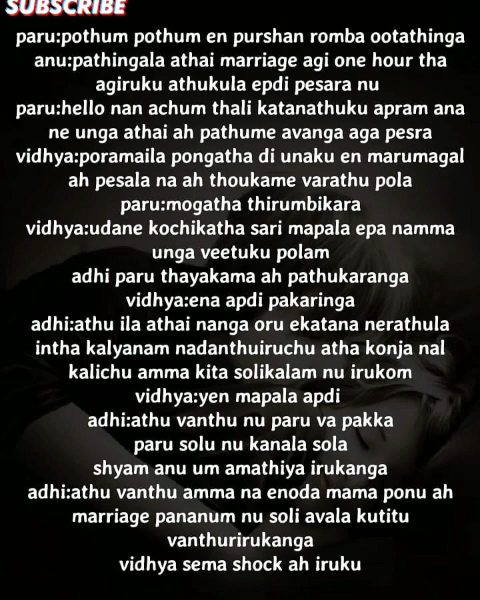 SUBSCRIBE
paru:pothum pothum en purshan romba ootathinga
anu:pathingala athai marriage agi one hour tha
agiruku athukula epdi pesara nu
paru:hello nan achum thali katanathuku apram ana
ne unga athai ah pathume avanga aga pesra
vidhya:poramaila pongatha di unaku en marumagal
ah pesala na ah thoukame varathu pola
paru:mogatha thirumbikara
vidhya:udane kochikatha sari mapala epa namma
unga veetuku polam
adhi paru thayakama ah pathukaranga
vidhya:ena apdi pakaringa
adhi:athu ila athai nanga oru ekatana nerathula
intha kalyanam nadanthuiruchu atha konja nal
kalichu amma kita solikalam nu irukom
vidhya:yen mapala apdi
adhi:athu vanthu nu paru va pakka
paru solu nu kanala sola
shyam anu um amathiya irukanga
adhi:athu vanthu amma na enoda mama ponu ah
marriage pananum nu soli avala kutitu
vanthurirukanga
vidhya sema shock ah iruku